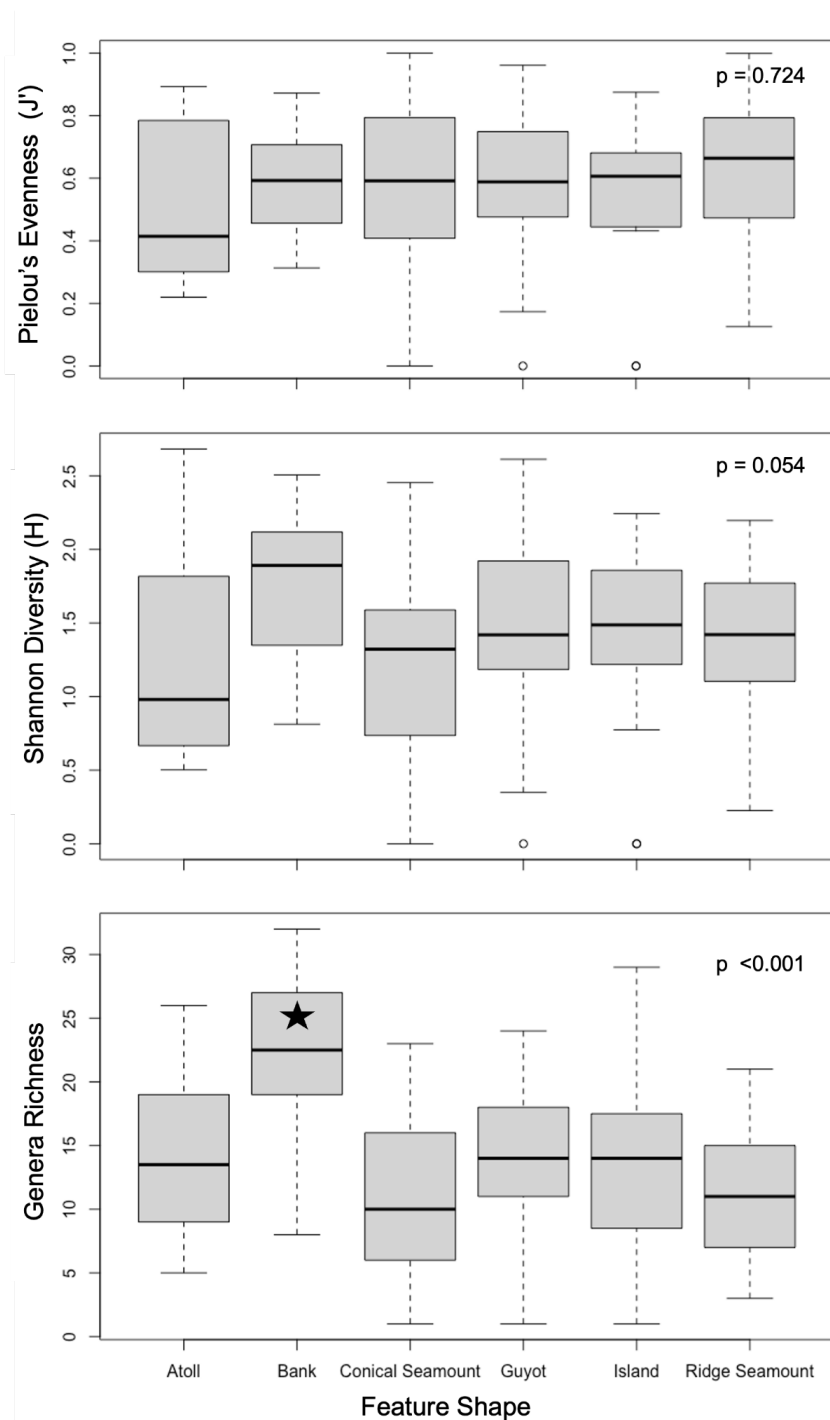 Pielou's Evenness (J')
1.0
0.8
0.6
0.4
0.2
0.0
p = 0.724
Shannon Diversity (H)
2.5
2.0
1.5
1.0
0.5
0.0
p = 0.054
Genera Richness
30
25
20
15
10
5
0
p <0.001
Atoll Bank Conical Seamount Guyot Island Ridge Seamount
Feature Shape